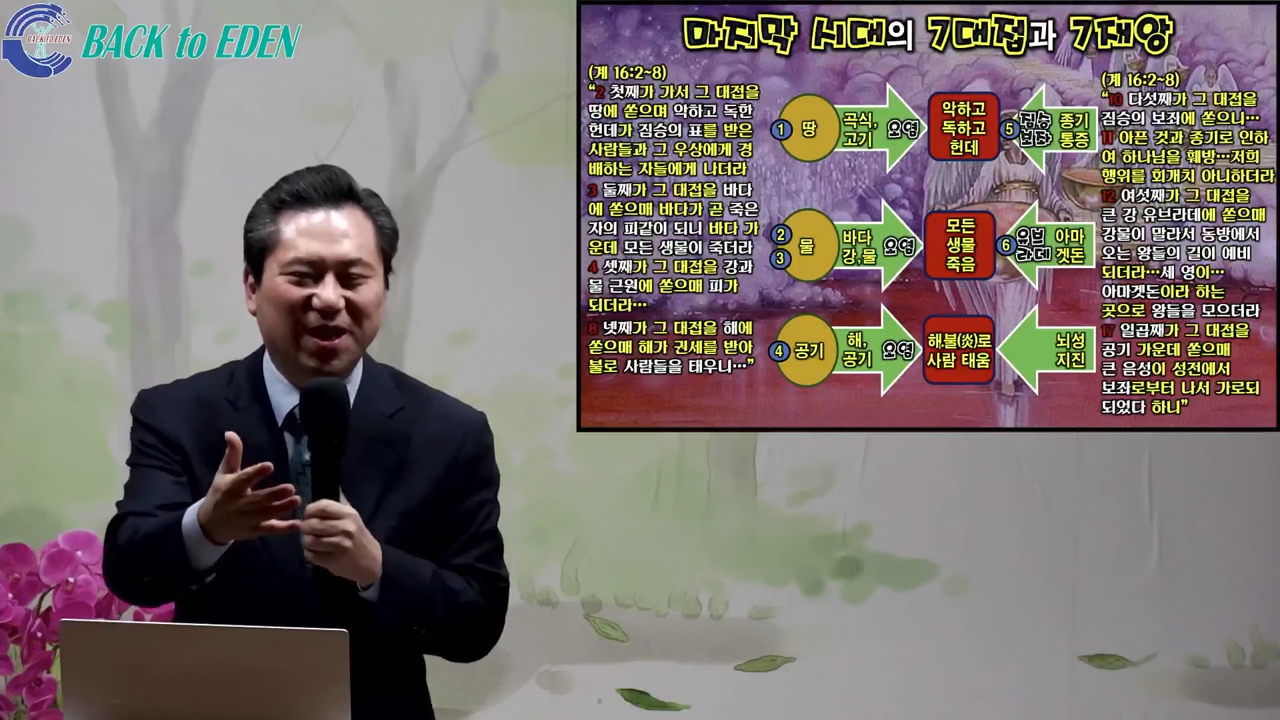 BACK TO EDEN
BACK to EDEN
마지막 시대의 7대접과 7재앙
(계 16:2~8)
“2 첫째가 가서 그 대접을
땅에 쏟으며 악하고 독한
헌데가 짐승의 표를 받은
사람들과 그 우상에게 경
배하는 자들에게 나더라
3 둘째가 그 대접을 바다
에 쏟으매 바다가 곧 죽은
자의 피같이 되니 바다 가
운데 모든 생물이 죽더라
4 셋째가 그 대접을 강과
물 근원에 쏟으매 피가
되더라…
8 넷째가 그 대접을 해에
쏟으매 해가 권세를 받아
불로 사람들을 태우니…”
1 땅
곡식,
고기
오염
악하고
독하고
헌데
5 짐승
보좌
종기
통증
2
3
물
바다
강,물
오염
모든
생물
죽음
6 유브
라데
아마
겟돈
4 공기
해,
공기
오염
해.불(炎)로
사람 태움
뇌성
지진
(계 16:2~8)
“10 다섯째가 그 대접을
짐승의 보좌에 쏟으니…
11 아픈 것과 종기로 인하
여 하나님을 훼방…저희
행위를 회개치 아니하더라
12 여섯째가 그 대접을
큰 강 유브라데에 쏟으매
강물이 말라서 동방에서
오는 왕들의 길이 예비
되더라…세 영이…
아마겟돈이라 하는
곳으로 왕들을 모으더라
17 일곱째가 그 대접을
공기 가운데 쏟으매
큰 음성이 성전에서
보좌로부터 나서 가로되
되었다 하니”